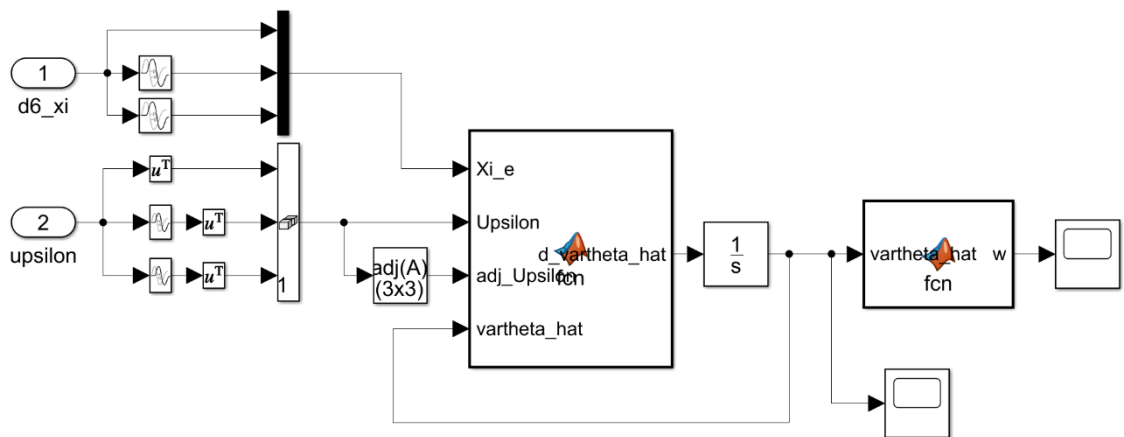 1
d6_xi
u^T
2
upsilon
u^T
u^T
1
adj(A)
(3x3)
Xi_e
Upsilon
adj_Upsilon
vartheta_hat
d_vartheta_hat
fcn
1
s
vartheta_hat
w
fcn